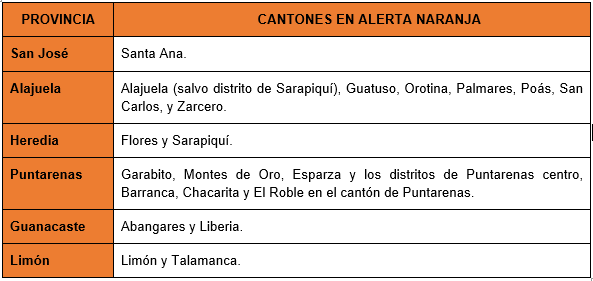 PROVINCIA CANTONES EN ALERTA NARANJA
San José Santa Ana.
Alajuela Alajuela (salvo distrito de Sarapiquí), Guatuso, Orotina, Palmares, Poás, San
Carlos, y Zarcero.
Heredia Flores y Sarapiquí.
Puntarenas Garabito, Montes de Oro, Esparza y los distritos de Puntarenas centro,
Barranca, Chacarita y El Roble en el cantón de Puntarenas.
Guanacaste Abangares y Liberia.
Limón Limón y Talamanca.